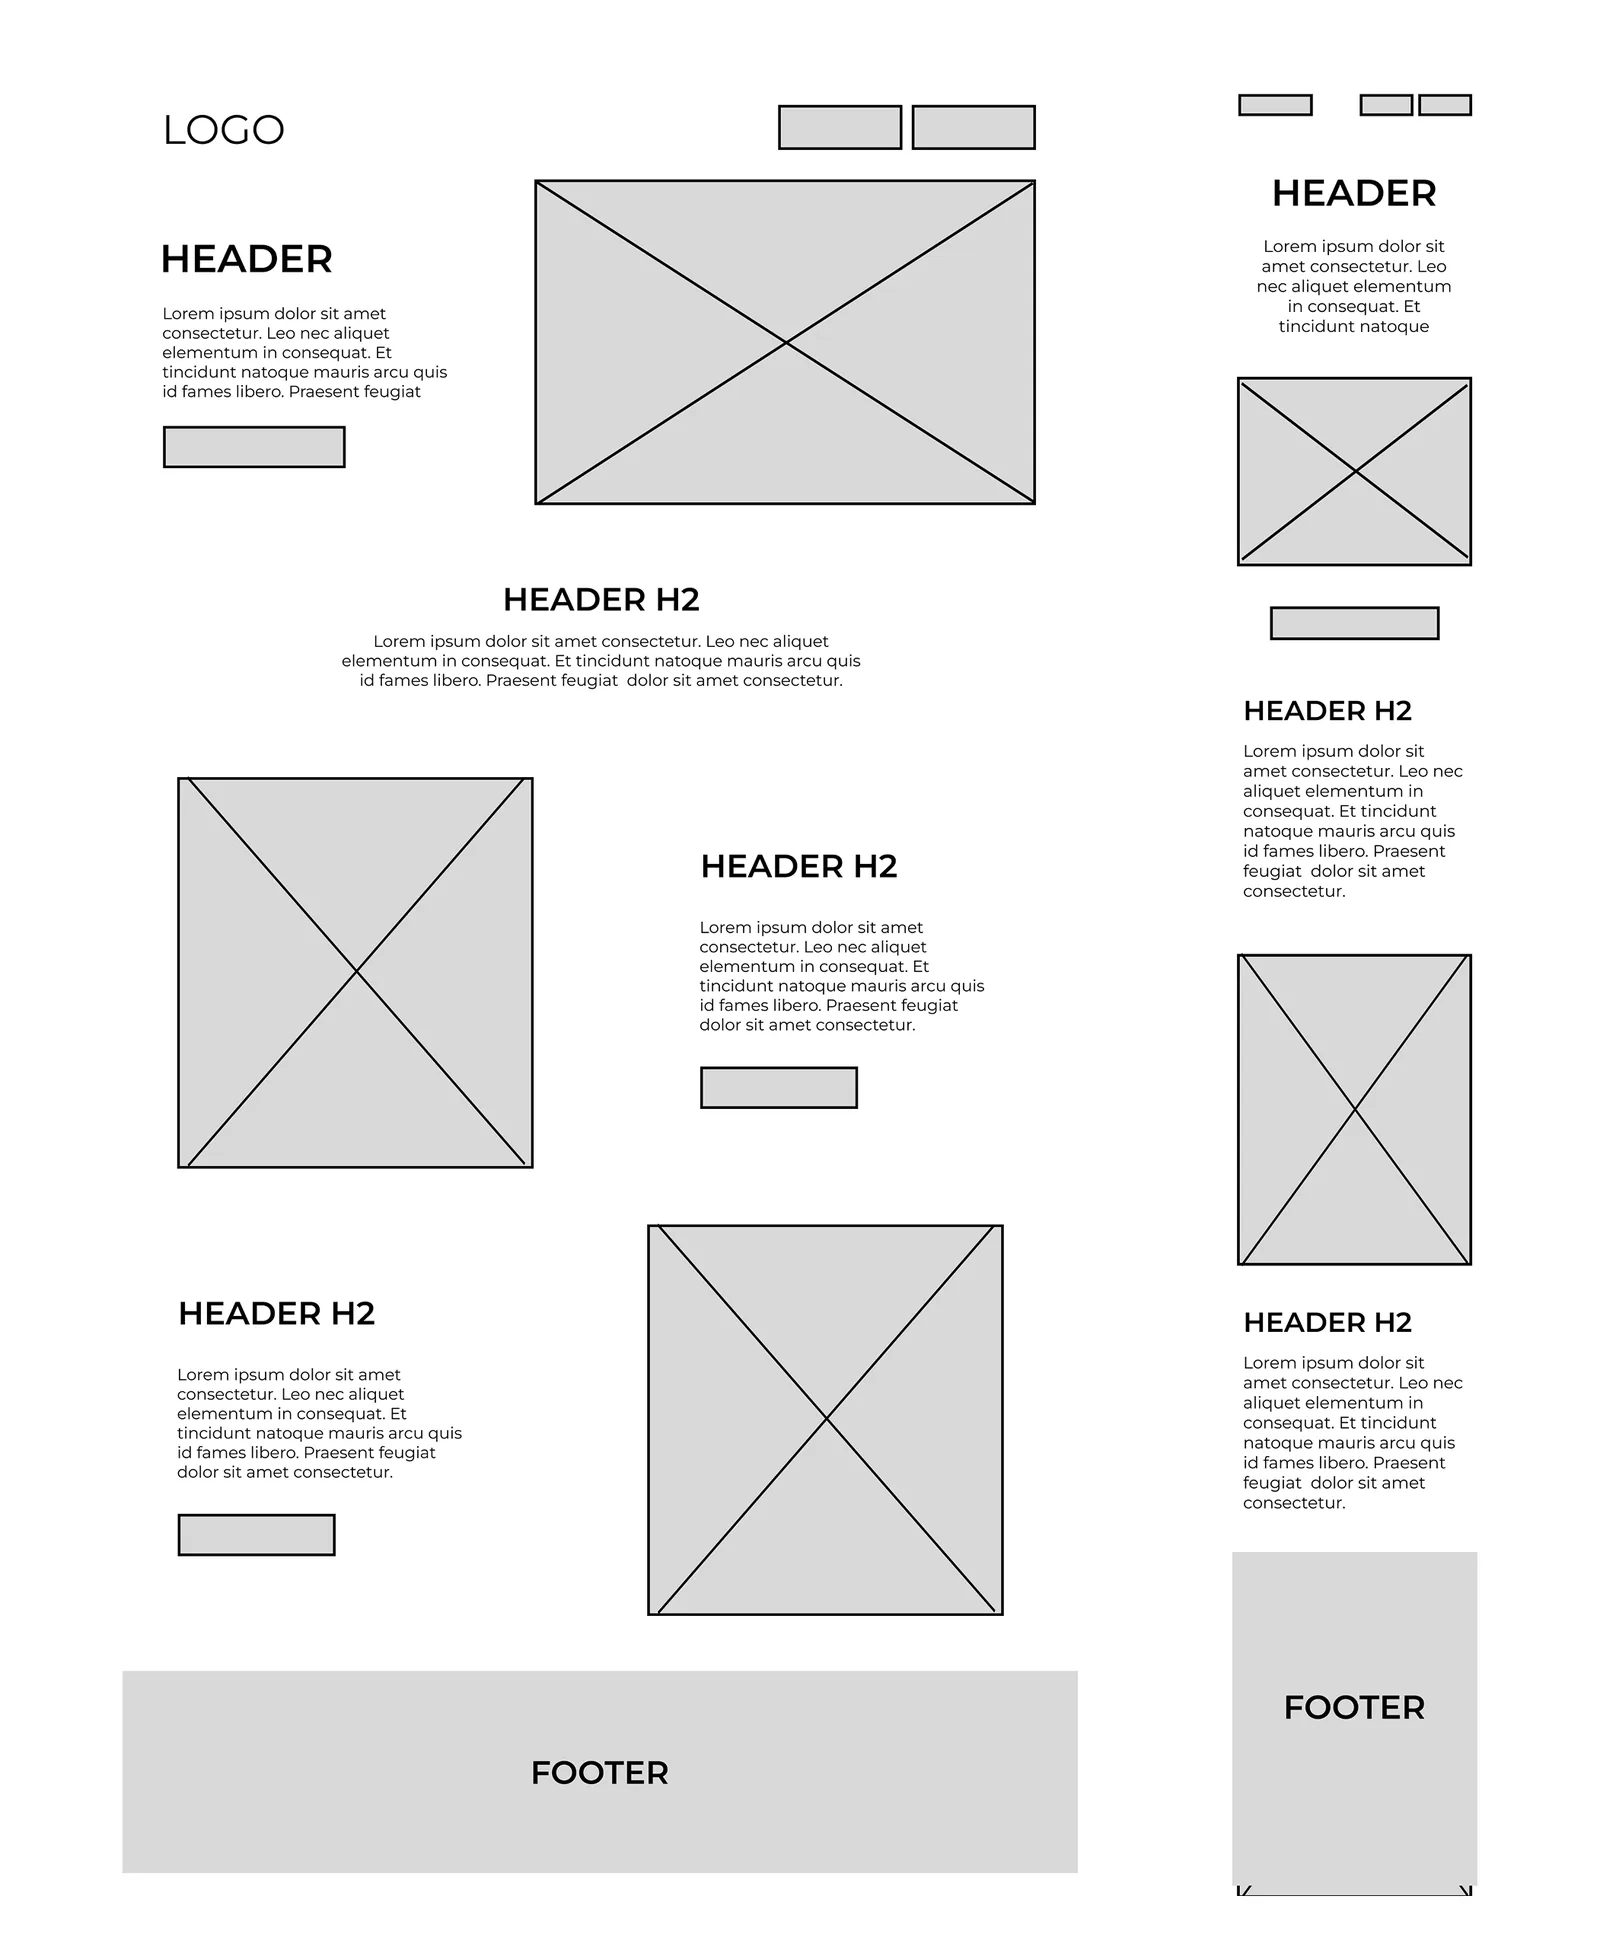 LOGO
HEADER
Lorem ipsum dolor sit amet
consectetur. Leo nec aliquet
elementum in consequat. Et
tincidunt natoque mauris arcu quis
id fames libero. Praesent feugiat
HEADER H2
Lorem ipsum dolor sit amet consectetur. Leo nec aliquet
elementum in consequat. Et tincidunt natoque mauris arcu quis
id fames libero. Praesent feugiat  dolor sit amet consectetur.
HEADER H2
Lorem ipsum dolor sit amet
consectetur. Leo nec aliquet
elementum in consequat. Et
tincidunt natoque mauris arcu quis
id fames libero. Praesent feugiat
dolor sit amet consectetur.
HEADER H2
Lorem ipsum dolor sit amet
consectetur. Leo nec aliquet
elementum in consequat. Et
tincidunt natoque mauris arcu quis
id fames libero. Praesent feugiat
dolor sit amet consectetur.
FOOTER
HEADER
Lorem ipsum dolor sit
amet consectetur. Leo
nec aliquet elementum
in consequat. Et
tincidunt natoque
HEADER H2
Lorem ipsum dolor sit
amet consectetur. Leo nec
aliquet elementum in
consequat. Et tincidunt
natoque mauris arcu quis
id fames libero. Praesent
feugiat  dolor sit amet
consectetur.
HEADER H2
Lorem ipsum dolor sit
amet consectetur. Leo nec
aliquet elementum in
consequat. Et tincidunt
natoque mauris arcu quis
id fames libero. Praesent
feugiat  dolor sit amet
consectetur.
FOOTER